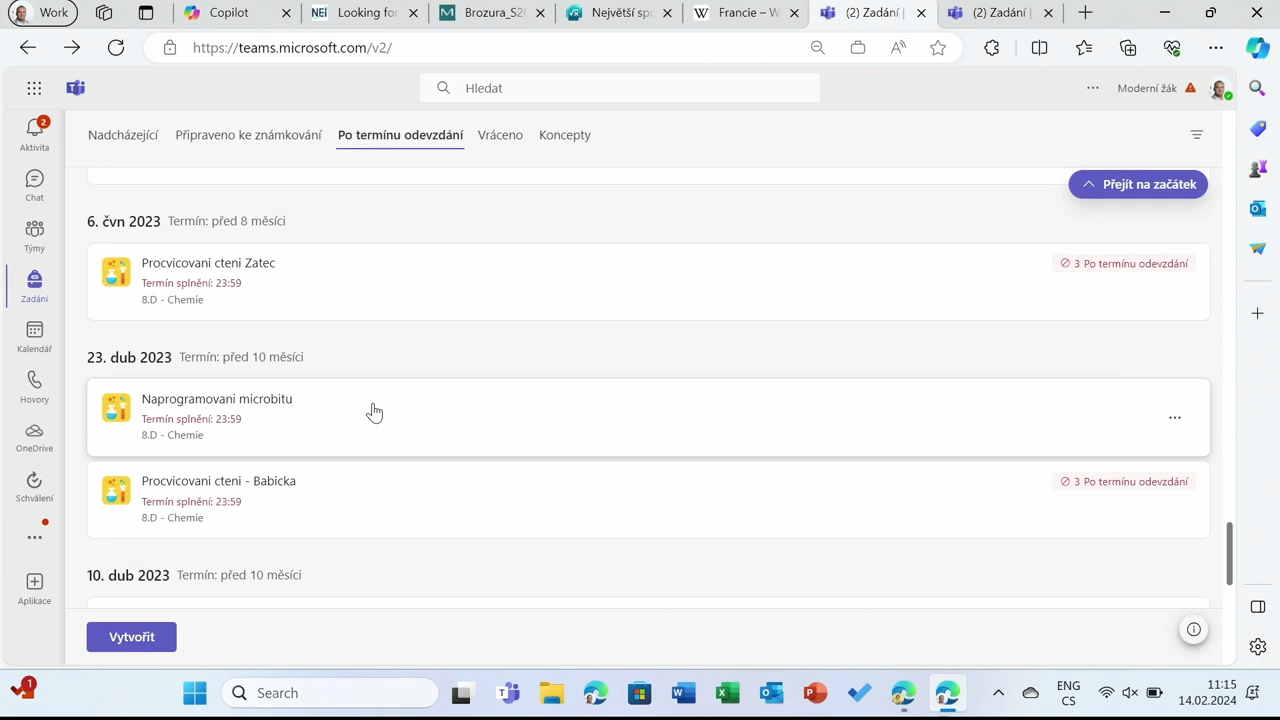 Work
Copilot
Looking for
Brozura_S20
Největší spo
(2) Zadání |
(2) Zadání |
https://teams.microsoft.com/v2/
Hledat
Moderní žák
Nadcházející
Připraveno ke známkování
Po termínu odevzdání
Vráceno
Koncepty
Přejít na začátek
2
Aktivita
Chat
Týmy
Zadání
Kalendář
Hovory
OneDrive
Schválení
Aplikace
6. čvn 2023 Termín: před 8 měsíci
Procvicovani cteni Zatec
3 Po termínu odevzdání
Termín splnění: 23:59
8.D - Chemie
23. dub 2023 Termín: před 10 měsíci
Naprogramovani microbitu
Termín splnění: 23:59
8.D - Chemie
Procvicovani cteni - Babicka
3 Po termínu odevzdání
Termín splnění: 23:59
8.D - Chemie
10. dub 2023 Termín: před 10 měsíci
Vytvořit
1
Search
ENG
CS
11:15
14.02.2024